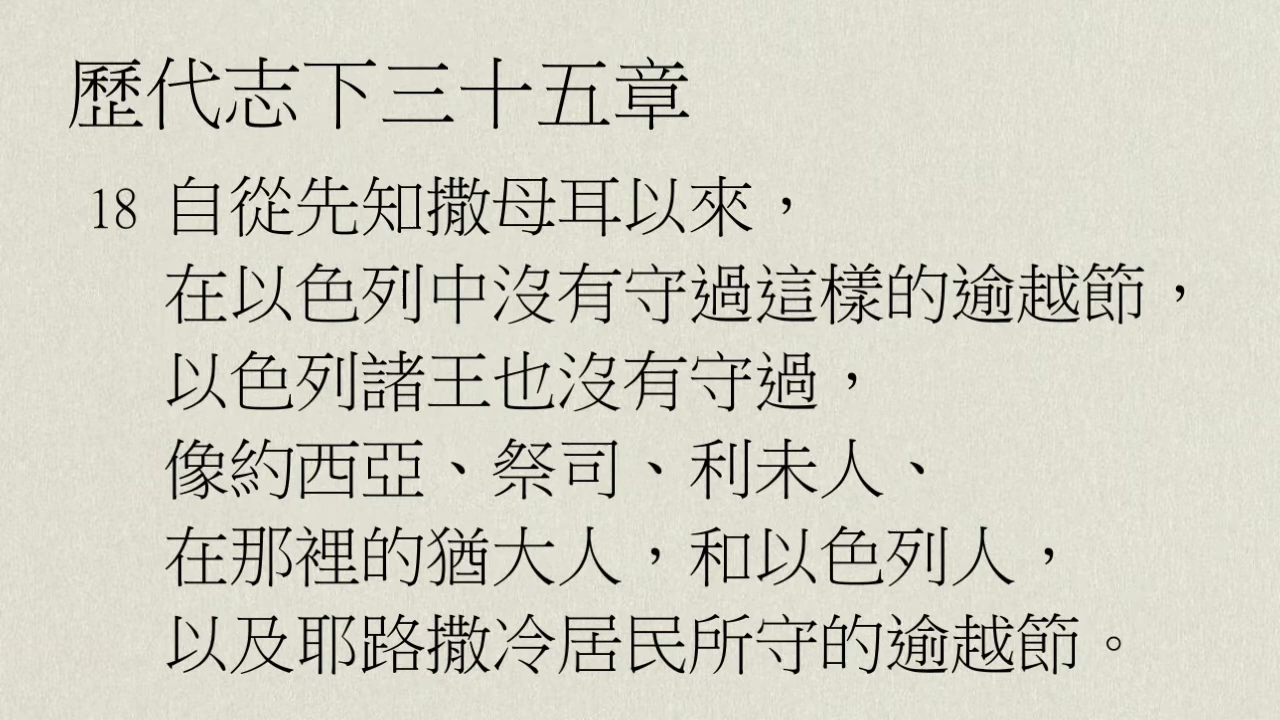 歷代志下三十五章
18 自從先知撒母耳以來，
在以色列中沒有守過這樣的逾越節，
以色列諸王也沒有守過，
像約西亞、祭司、利未人、
在那裡的猶大人，和以色列人，
以及耶路撒冷居民所守的逾越節。